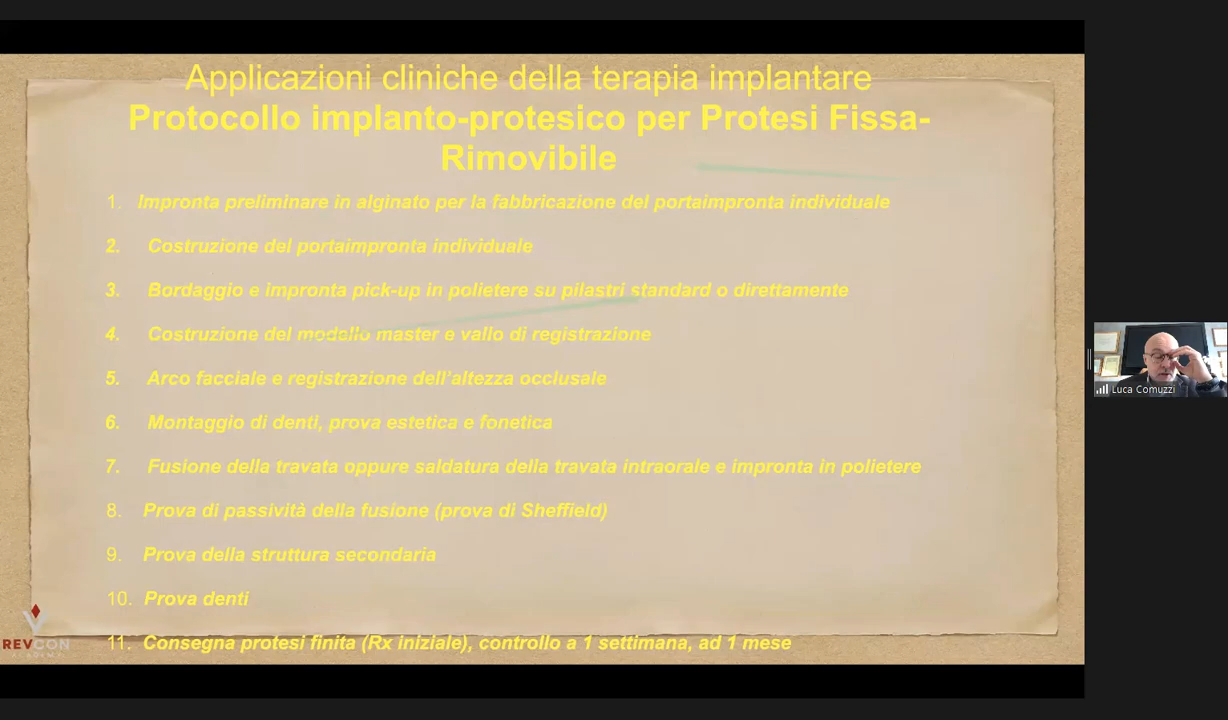 Applicazioni cliniche della terapia implantare
Protocollo implanto-protesico per Protesi Fissa-
Rimovibile
1. Impronta preliminare in alginato per la fabbricazione del portaimpronta individuale
2. Costruzione del portaimpronta individuale
3. Bordaggio e impronta pick-up in polietere su pilastri standard o direttamente
4. Costruzione del modello master e vallo di registrazione
5. Arco facciale e registrazione dell'altezza occlusale
6. Montaggio di denti, prova estetica e fonetica
7. Fusione della travata oppure saldatura della travata intraorale e impronta in polietere
8. Prova di passività della fusione (prova di Sheffield)
9. Prova della struttura secondaria
10. Prova denti
11. Consegna protesi finita (Rx iniziale), controllo a 1 settimana, ad 1 mese
REVCON
Luca Comuzzi